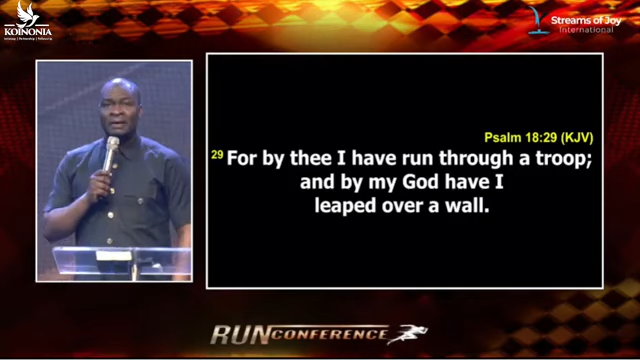 KOINONIA
Streams of Joy
International
Psalm 18:29 (KJV)
29 For by thee I have run through a troop;
and by my God have I
leaped over a wall.
RUN CONFERENCE